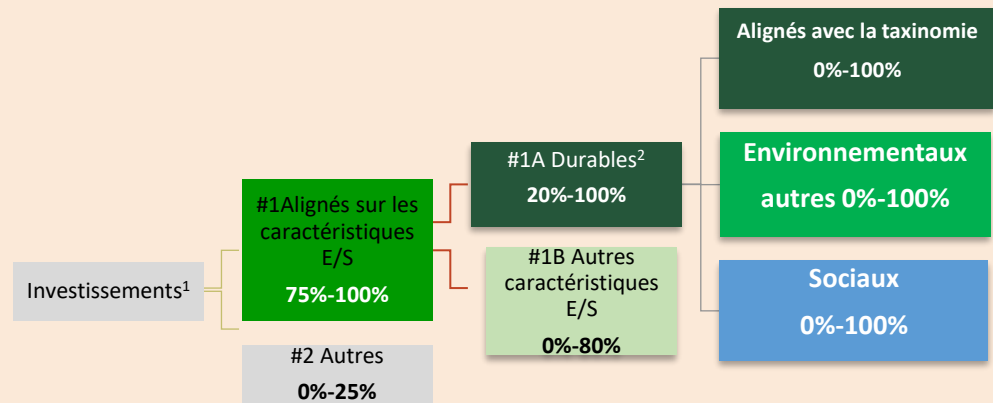 Investissements1
#1Alignés sur les
caractéristiques
E/S
75%-100%
#2 Autres
0%-25%
#1A Durables2
20%-100%
#1B Autres
caractéristiques
E/S
0%-80%
Alignés avec la taxinomie
0%-100%
Environnementaux
autres 0%-100%
Sociaux
0%-100%